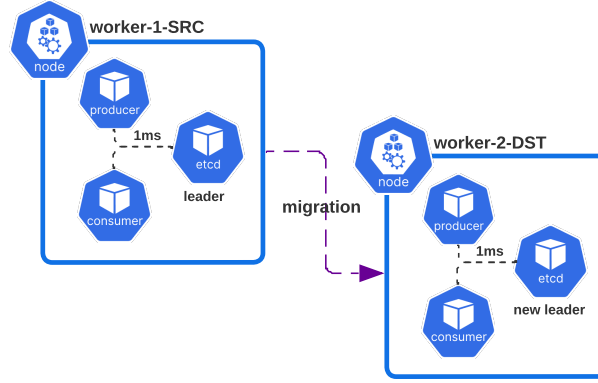 worker-1-SRC
node
producer
1ms
etcd
leader
consumer
migration
worker-2-DST
node
producer
1ms
etcd
new leader
consumer